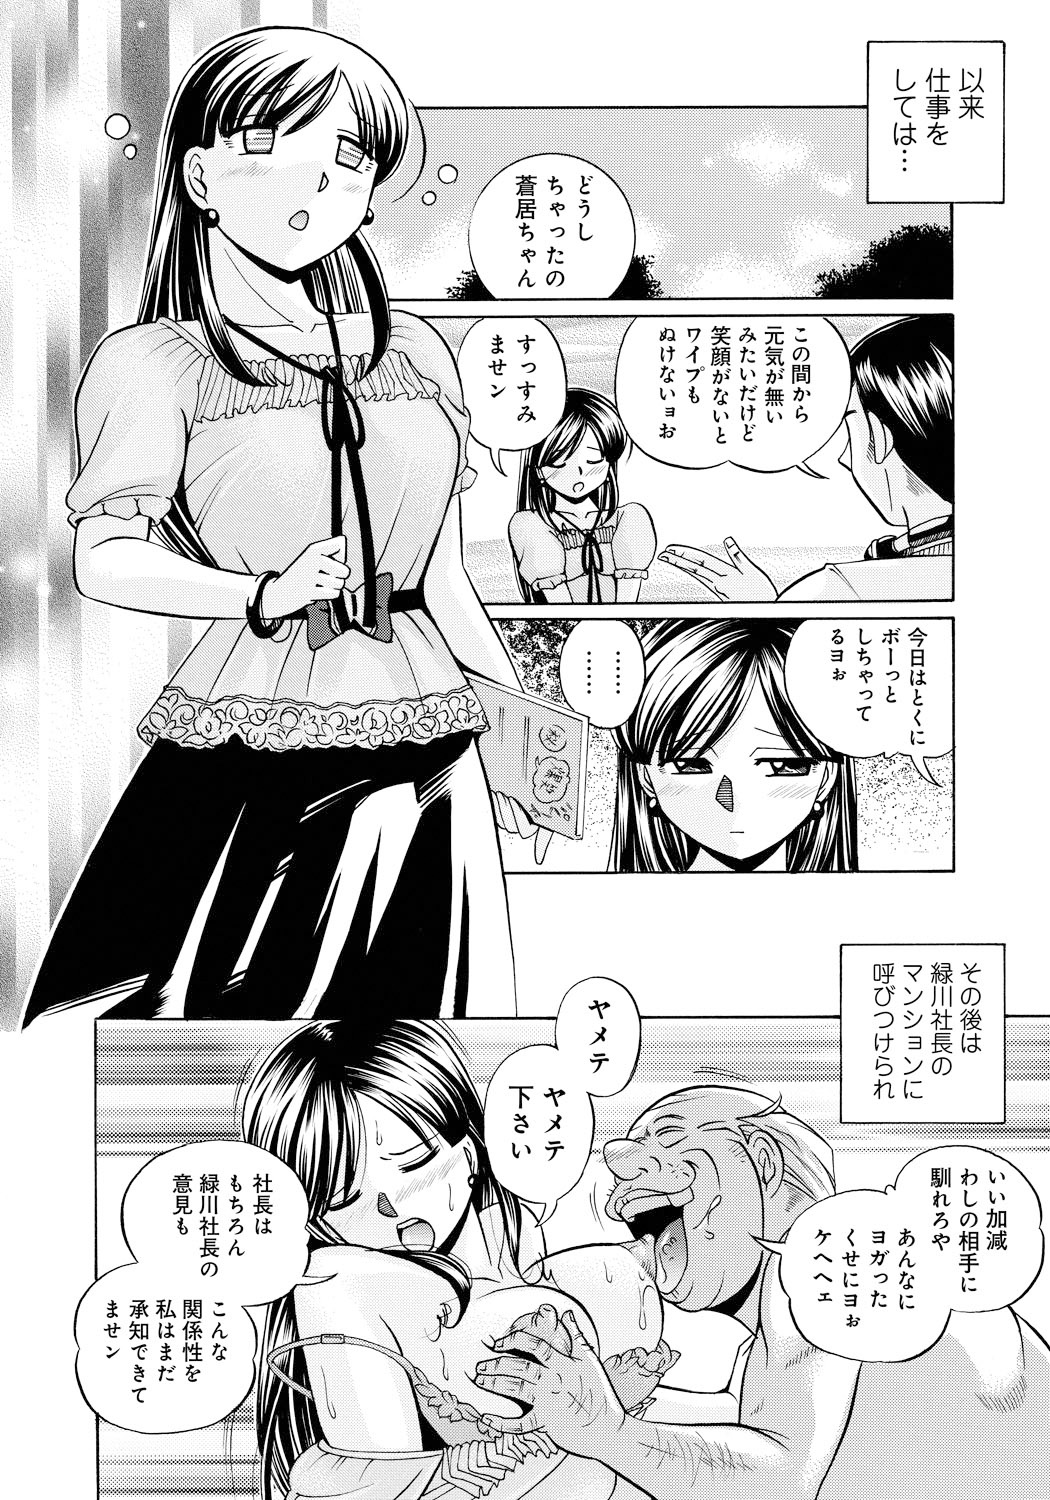 以来
仕事を
しては…
どうし
ちゃったの
蒼居ちゃん
この間から
元気が無い
みたいだけど
笑顔がないと
ワイプも
ぬけないョぉ
すっすみ
ませン
今日はとくに
ボーっと
しちゃって
るヨぉ
……
……
その後は
緑川社長の
マンションに
呼びつけられ
ヤメテ
ヤメテ
下さい
いい加減
わしの相手に
馴れろや
あんなに
ヨガった
くせにヨぉ
ケヘヘェ
社長は
もちろん
緑川社長の
意見も
こんな
関係性を
私はまだ
承知できて
ませン